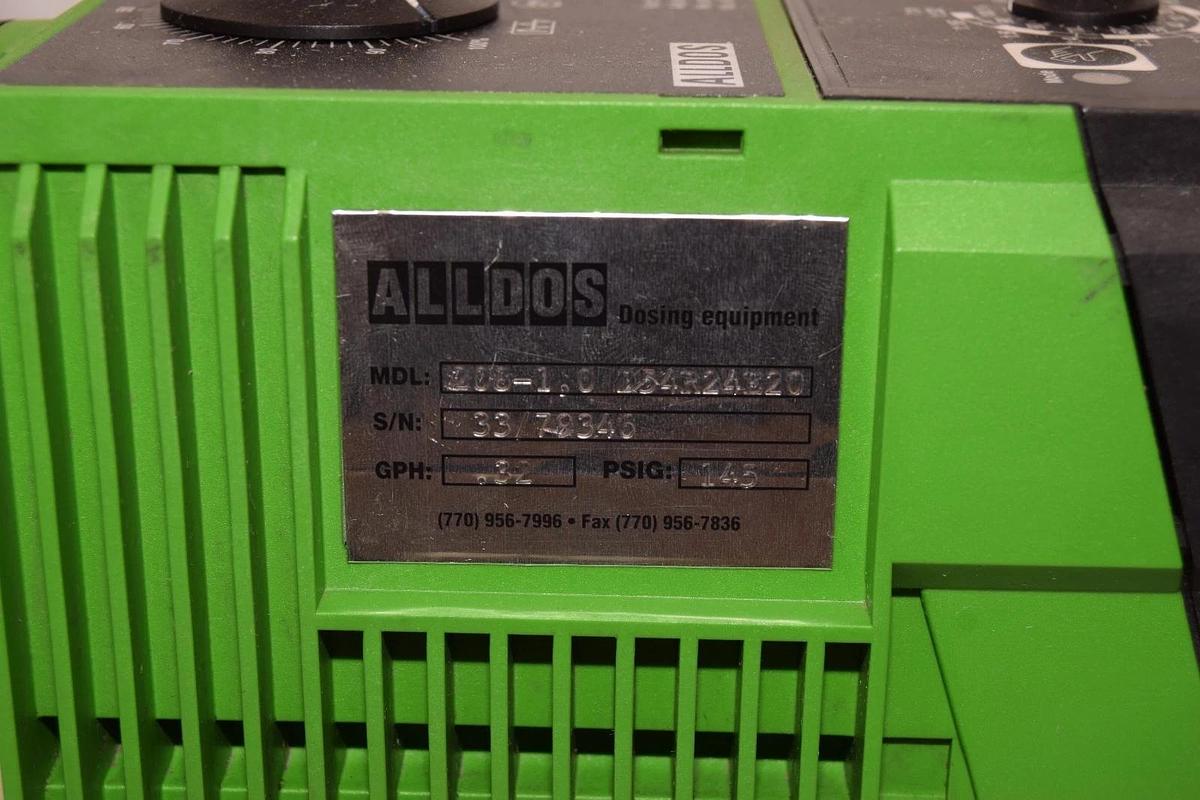 ALLDOS
ALLDOS Dosing equipment
MDL: 208-1.0 D54R24E20
S/N: 33/78346
GPH: .32 PSIG: 145
(770) 956-7996 • Fax (770) 956-7836